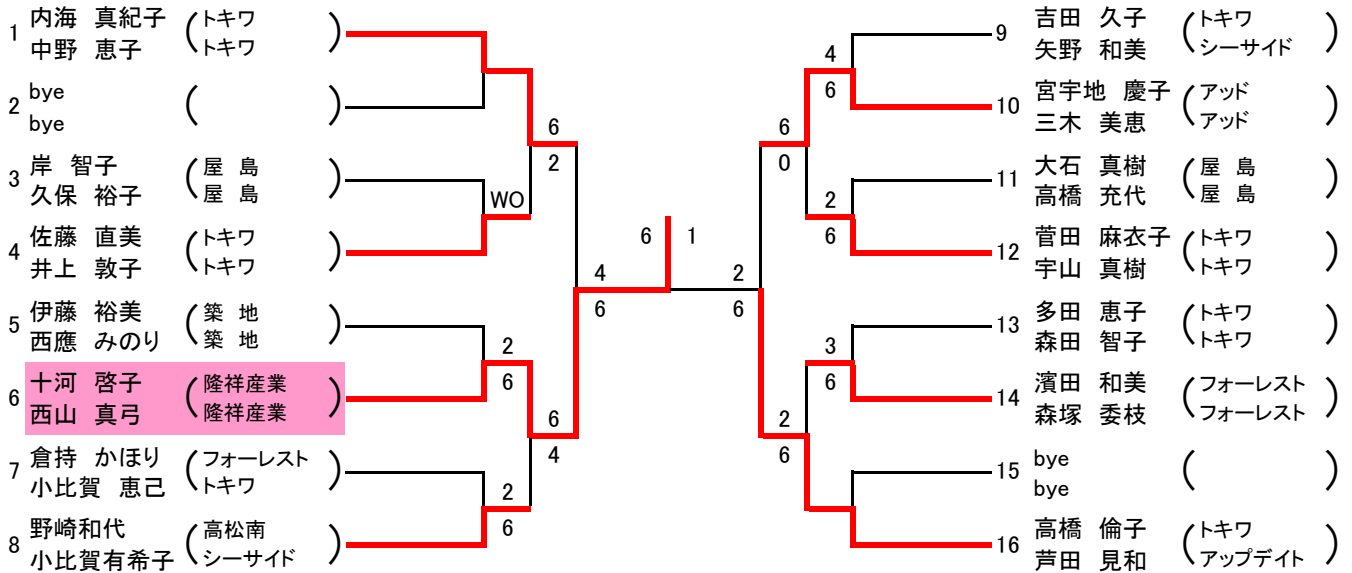 1 内海 真紀子 (トキワ)
中野 恵子 (トキワ)
2 bye ( )
bye
3 岸 智子 (屋 島)
久保 裕子 (屋 島)
4 佐藤 直美 (トキワ)
井上 敦子 (トキワ)
5 伊藤 裕美 (築 地)
西應 みのり (築 地)
6 十河 啓子 (隆祥産業)
西山 真弓 (隆祥産業)
7 倉持 かほり (フォーレスト)
小比賀 恵己 (トキワ)
8 野崎和代 (高松南)
小比賀有希子 (シーサイド)
6
2
WO
2
6
6
4
2
6
4
6
6 1
2
6
4
6
6
0
2
6
3
6
2
6
9 吉田 久子 (トキワ)
矢野 和美 (シーサイド)
10 宮宇地 慶子 (アッド)
三木 美恵 (アッド)
11 大石 真樹 (屋 島)
高橋 充代 (屋 島)
12 菅田 麻衣子 (トキワ)
宇山 真樹 (トキワ)
13 多田 恵子 (トキワ)
森田 智子 (トキワ)
14 濱田 和美 (フォーレスト)
森塚 委枝 (フォーレスト)
15 bye ( )
bye
16 高橋 倫子 (トキワ)
芦田 見和 (アップデイト)